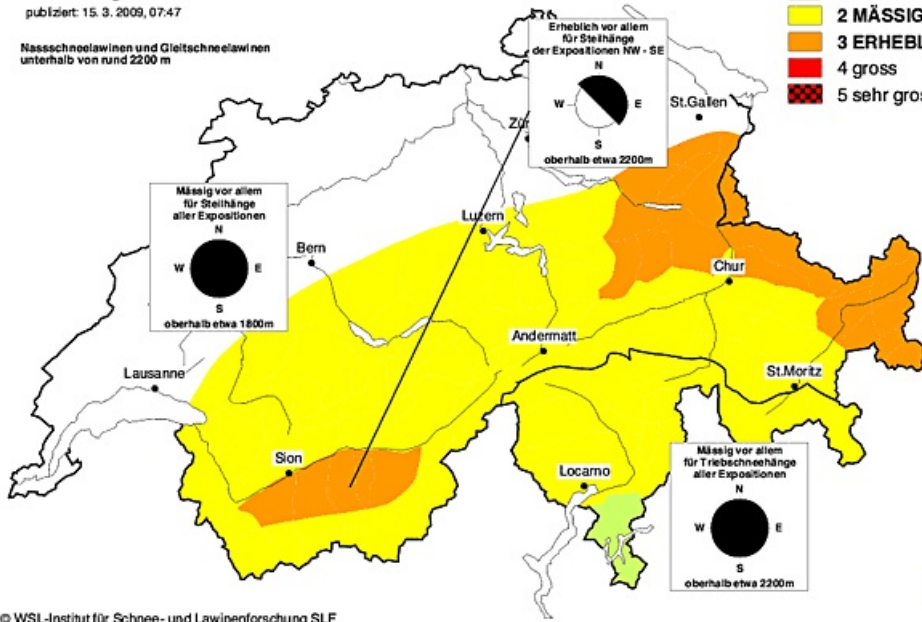 publiziert: 15. 3. 2009, 07:47
Nassschneelawinen und Gleitschneelawinen
unterhalb von rund 2200 m
2 MÄSSIG
3 ERHEBL
4 gross
5 sehr gros
Erheblich vor allem
für Steilhänge
der Expositionen NW - SE
N
W E
S
oberhalb etwa 2200m
St.Gallen
Zür
Mässig vor allem
für Steilhänge
aller Expositionen
N
W E
S
oberhalb etwa 1800m
Luzern
Bern
Chur
Andermatt
Lausanne
St.Moritz
Sion
Locarno
Mässig vor allem
für Triebschneehänge
aller Expositionen
N
W E
S
oberhalb etwa 2200m
© WSL-Institut für Schnee- und Lawinenforschung SLF